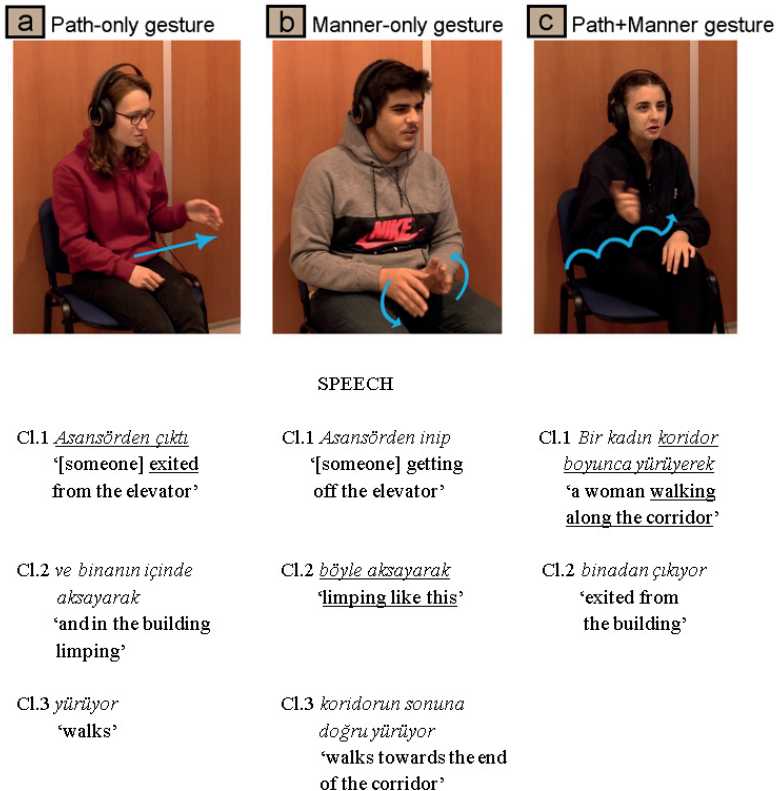 a Path-only gesture
b Manner-only gesture
c Path+Manner gesture
NIKE
SPEECH
Cl.1 Asansörden çıktı
‘[someone] exited
from the elevator’
Cl.2 ve binanın içinde
aksayarak
‘and in the building
limping’
Cl.3 yürüyor
‘walks’
Cl.1 Asansörden inip
‘[someone] getting
off the elevator’
Cl.2 böyle aksayarak
‘limping like this’
Cl.3 koridorun sonuna
doğru yürüyor
‘walks towards the end
of the corridor’
Cl.1 Bir kadın koridor
boyunca yürüyerek
‘a woman walking
along the corridor’
Cl.2 binadan çıkıyor
‘exited from
the building’